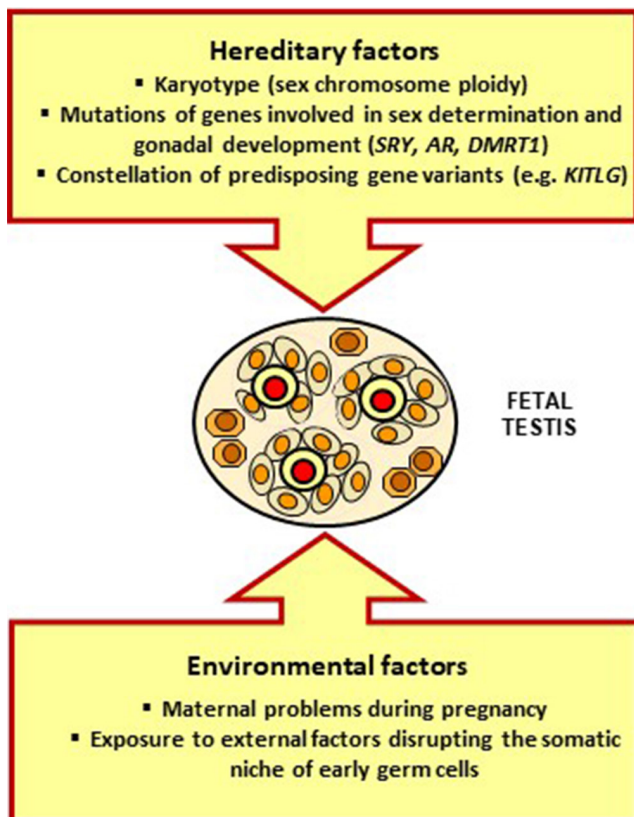 Hereditary factors
▪ Karyotype (sex chromosome ploidy)
▪ Mutations of genes involved in sex determination and
gonadal development (SRY, AR, DMRT1)
▪ Constellation of predisposing gene variants (e.g. KITLG)
FETAL
TESTIS
Environmental factors
▪ Maternal problems during pregnancy
▪ Exposure to external factors disrupting the somatic
niche of early germ cells